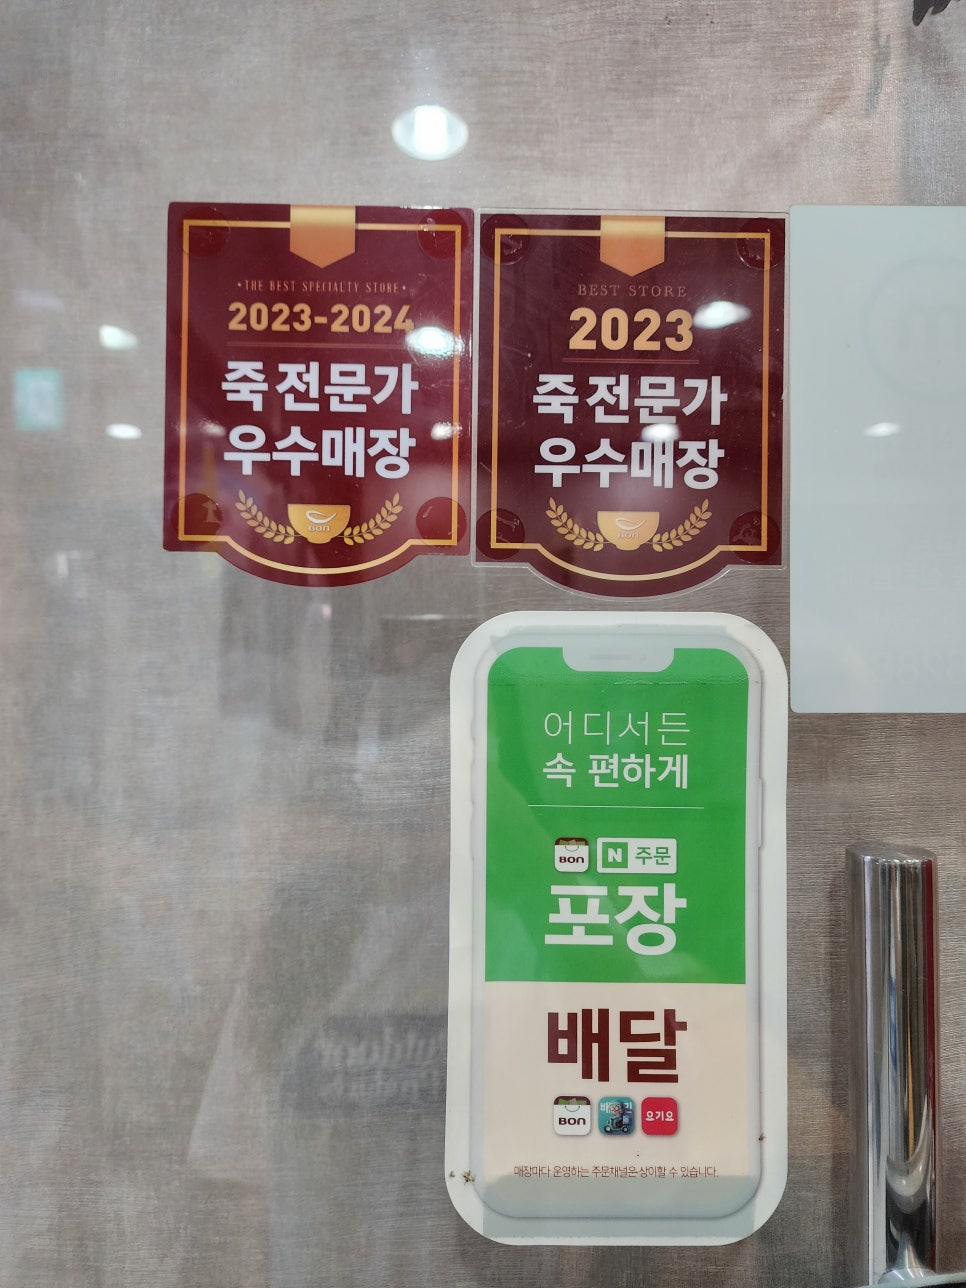 •THE BEST SPECIALTY STORE•
2023-2024
죽 전문가
우수매장
BON
BEST STORE
2023
죽 전문가
우수매장
BON
어디서든
속 편하게
BON N 주문
포장
배달
BON 요기요
매장마다 운영하는 주문채널은 상이할 수 있습니다.